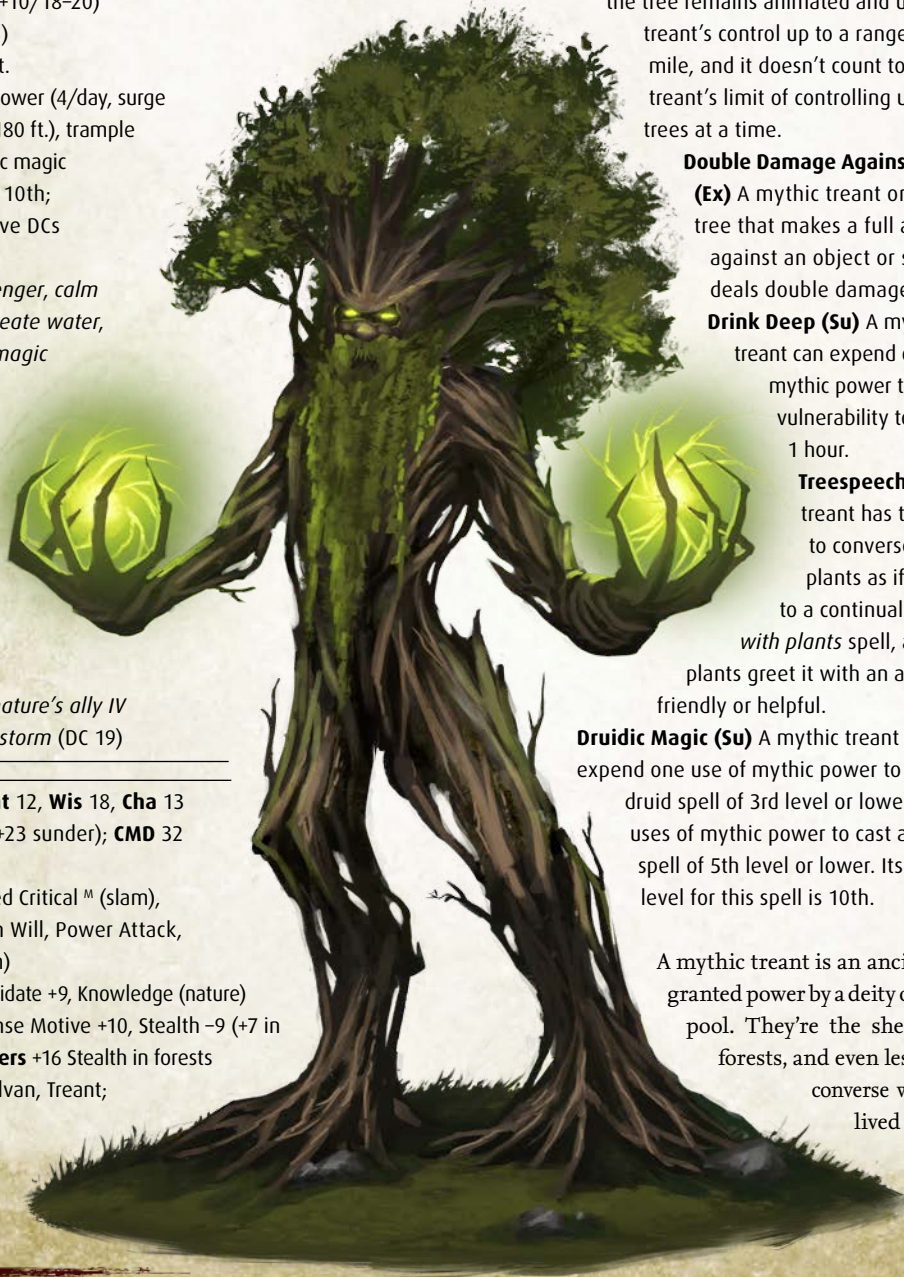 +10/18–20)
)
t.
ower (4/day, surge
180 ft.), trample
ic magic
10th;
ve DCs
enger, calm
eate water,
magic
ature's ally IV
storm (DC 19)
t 12, Wis 18, Cha 13
+23 sunder); CMD 32
ed Critical ᴹ (slam),
n Will, Power Attack,
n)
idate +9, Knowledge (nature)
nse Motive +10, Stealth –9 (+7 in
ers +16 Stealth in forests
lvan, Treant;
the tree remains animated and u
treant's control up to a range
mile, and it doesn't count to
treant's limit of controlling u
trees at a time.
Double Damage Agains
(Ex) A mythic treant or
tree that makes a full a
against an object or s
deals double damage
Drink Deep (Su) A my
treant can expend
mythic power t
vulnerability to
1 hour.
Treespeech
treant has t
to converse
plants as if
to a continual
with plants spell, a
plants greet it with an a
friendly or helpful.
Druidic Magic (Su) A mythic treant
expend one use of mythic power to
druid spell of 3rd level or lowe
uses of mythic power to cast a
spell of 5th level or lower. Its
level for this spell is 10th.
A mythic treant is an anci
granted power by a deity o
pool. They're the she
forests, and even les
converse w
lived